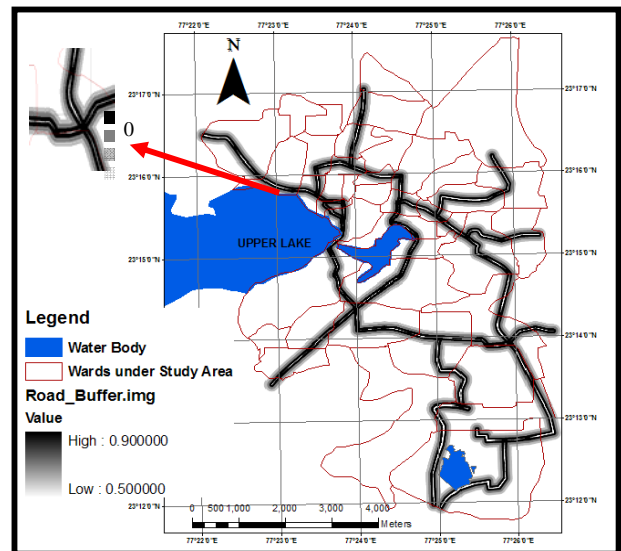 77°22'0"E 77°23'0"E 77°24'0"E 77°25'0"E 77°26'0"E
N
23°17'0"N 23°17'0"N
0
23°16'0"N 23°16'0"N
UPPER LAKE
23°15'0"N 23°15'0"N
Legend
Water Body
Wards under Study Area
Road_Buffer.img
Value
High : 0.900000
Low : 0.500000
23°14'0"N
23°13'0"N
0 500 1,000 2,000 3,000 4,000
Meters
23°12'0"N 23°12'0"N
77°22'0"E 77°23'0"E 77°24'0"E 77°25'0"E 77°26'0"E